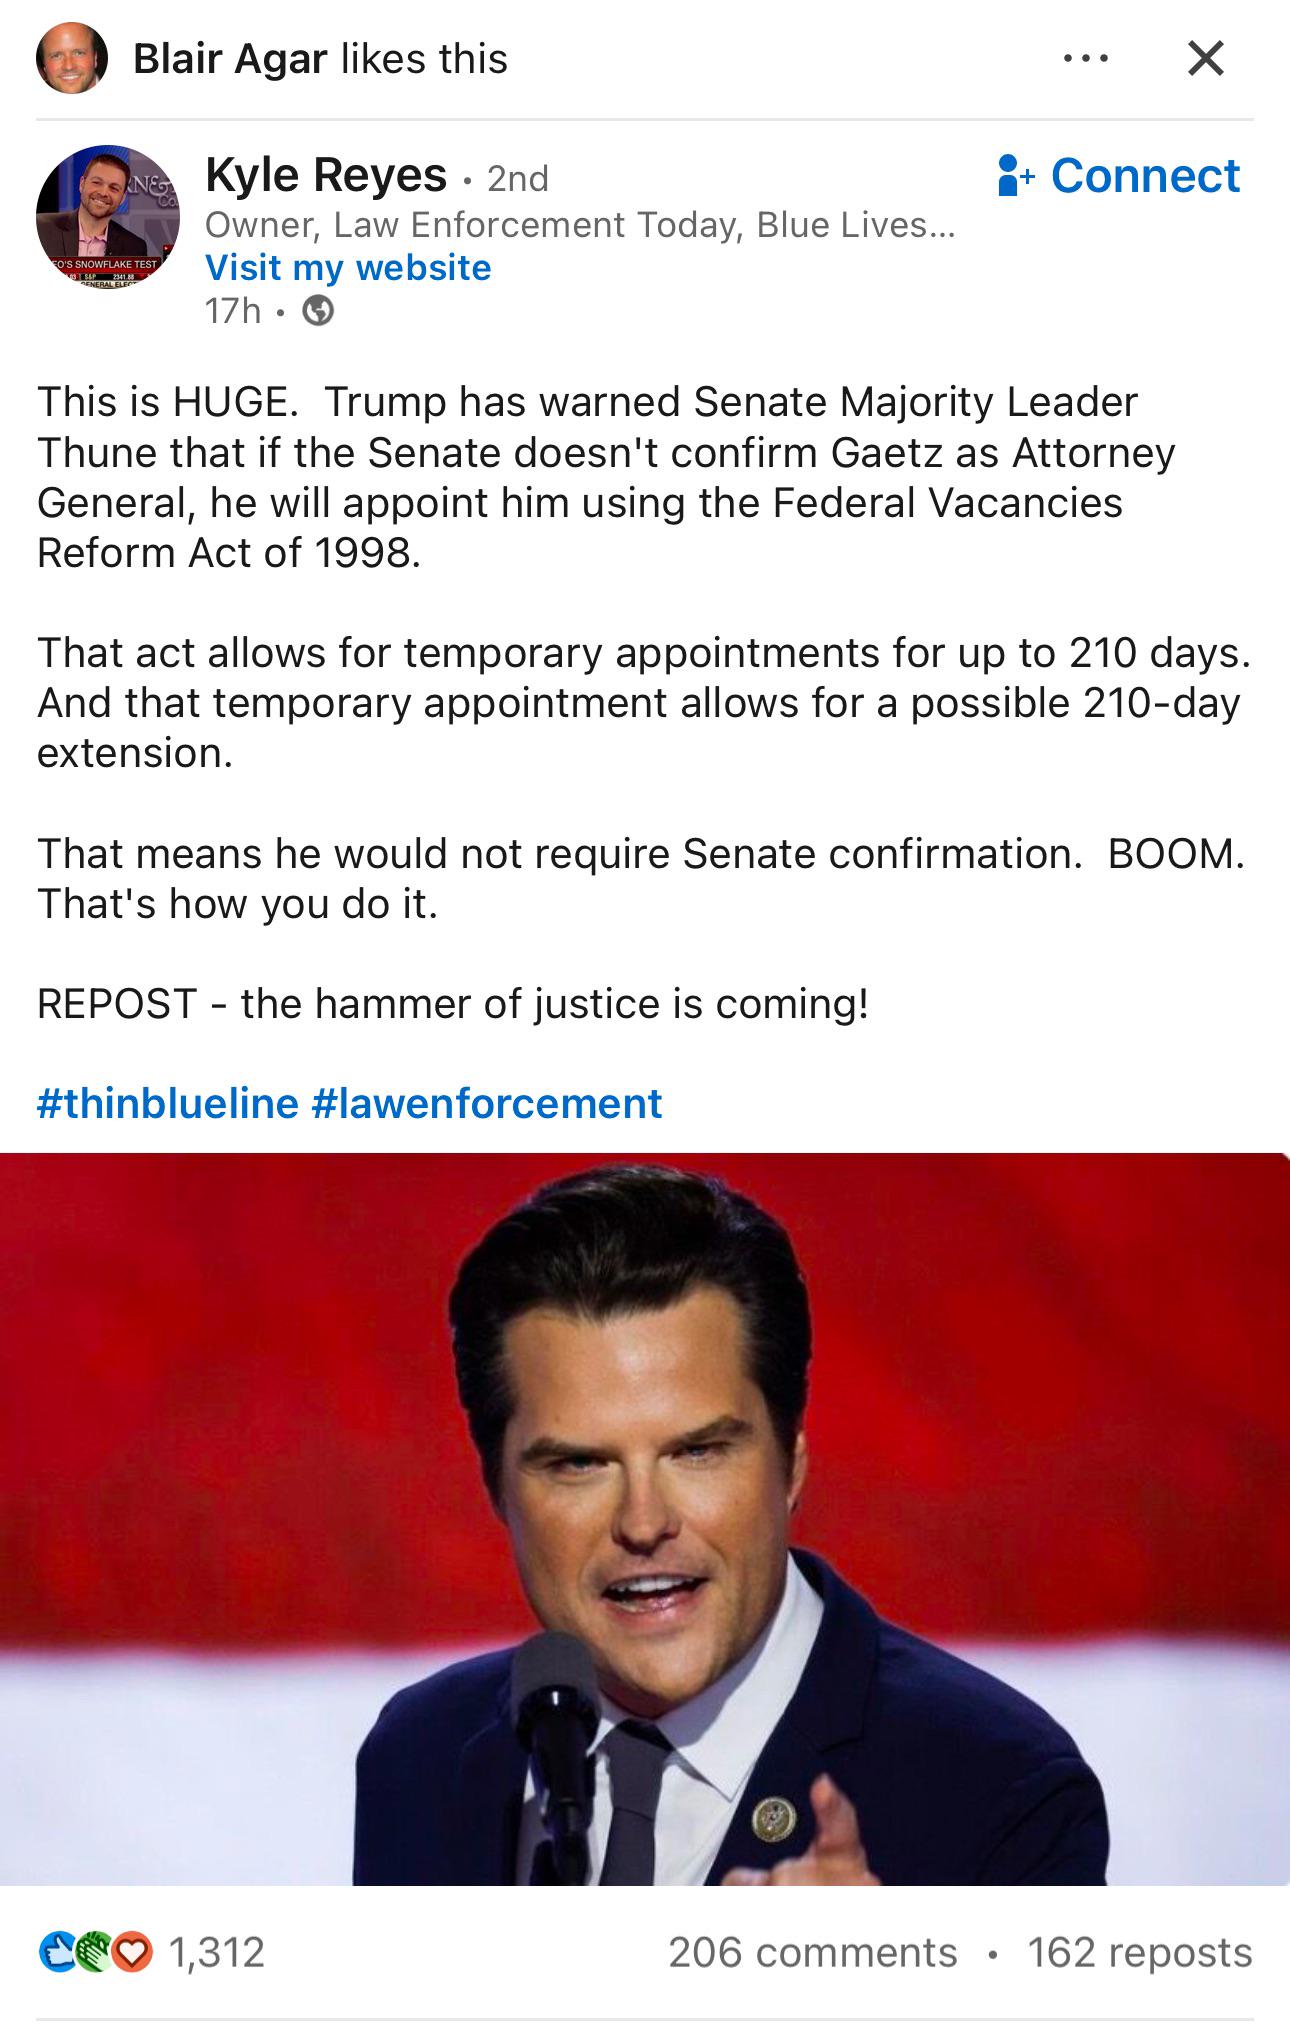 Blair Agar likes this
Kyle Reyes • 2nd
Connect
Owner, Law Enforcement Today, Blue Lives...
Visit my website
17h •
This is HUGE.  Trump has warned Senate Majority Leader
Thune that if the Senate doesn't confirm Gaetz as Attorney
General, he will appoint him using the Federal Vacancies
Reform Act of 1998.
That act allows for temporary appointments for up to 210 days.
And that temporary appointment allows for a possible 210-day
extension.
That means he would not require Senate confirmation.  BOOM.
That's how you do it.
REPOST - the hammer of justice is coming!
#thinblueline #lawenforcement
1,312
206 comments • 162 reposts
SNOWFLAKE TEST
S&P 2341.88